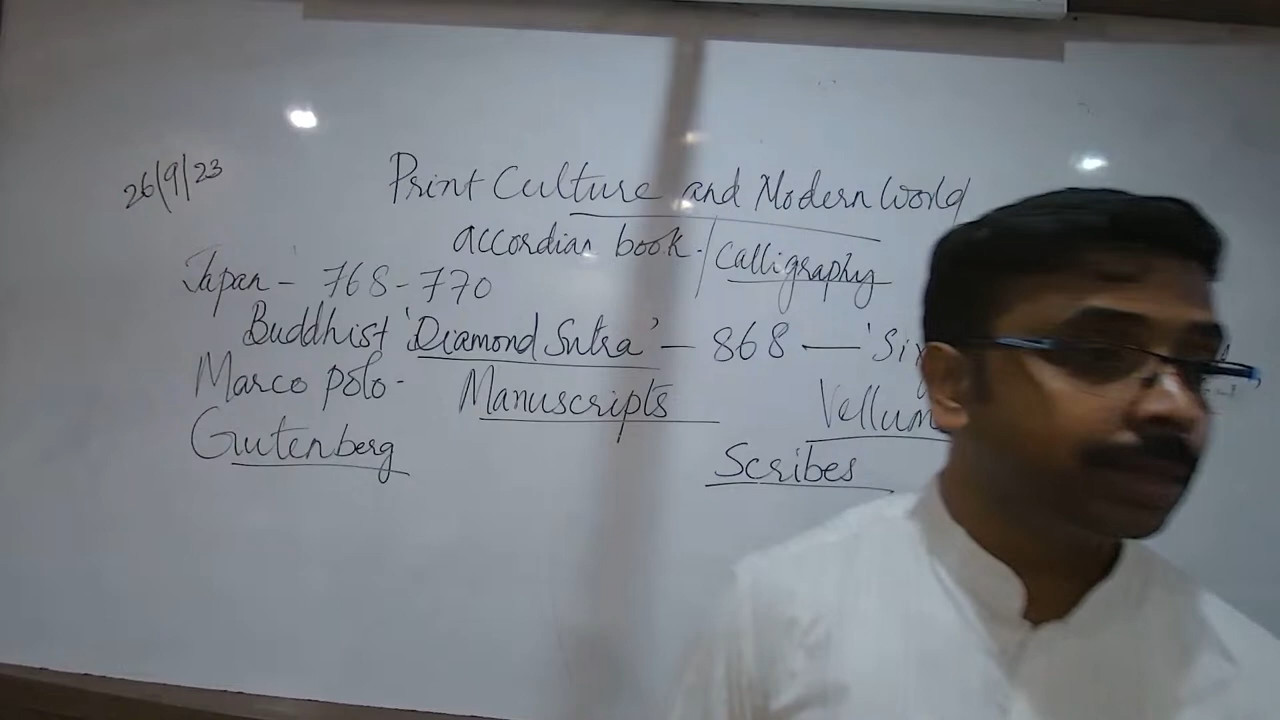 26/9/23
Print Culture and Modern World
accordian book. / Calligraphy
Japan - 768-770
Buddhist 'Diamond Sutra' - 868 —
Marco polo - Manuscripts Vellum
Gutenberg Scribes